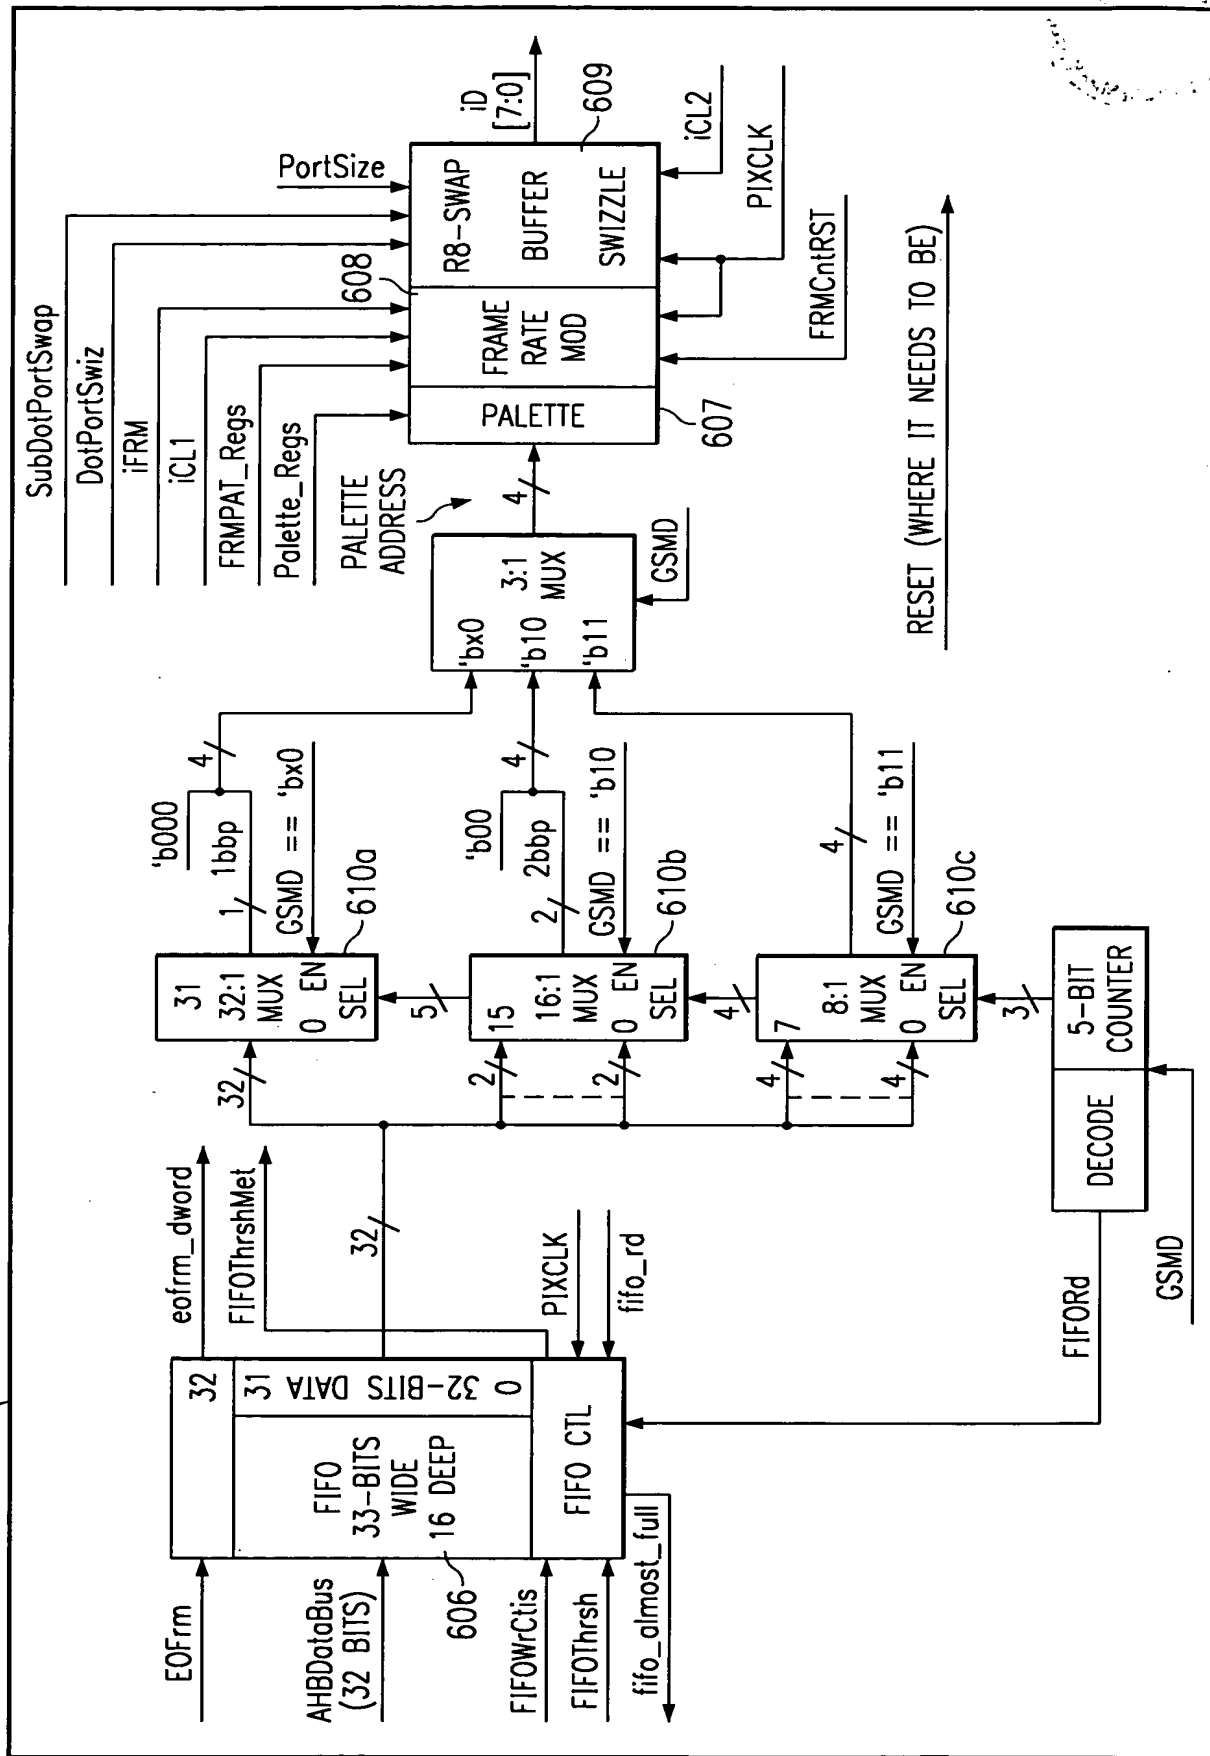 EOFrm
AHBDataBus
(32 BITS)
FIFOWrCtis
FIFOThrsh
fifo_almost_full
606
32
FIFO
33-BITS
WIDE
16 DEEP
31 32-BITS DATA 0
FIFO CTL
eofrm_dword
FIFOThrshMet
32
PIXCLK
fifo_rd
FIFORd
GSMD
DECODE
5-BIT
COUNTER
32
31
32:1
MUX
0 EN
SEL
610a
1
1bbp
'b000
4
GSMD == 'bx0
5
2
2
15
16:1
MUX
0 EN
SEL
610b
2
2bbp
'b00
4
GSMD == 'b10
4
4
4
7
8:1
MUX
0 EN
SEL
610c
4
GSMD == 'b11
3
'bx0
'b10
'b11
3:1
MUX
GSMD
PALETTE
ADDRESS
4
SubDotPortSwap
DotPortSwiz
iFRM
iCL1
FRMPAT_Regs
Palette_Regs
PortSize
PALETTE
607
FRAME
RATE
MOD
608
R8-SWAP
BUFFER
SWIZZLE
609
iD
[7:0]
iCL2
PIXCLK
FRMCntRST
RESET (WHERE IT NEEDS TO BE)